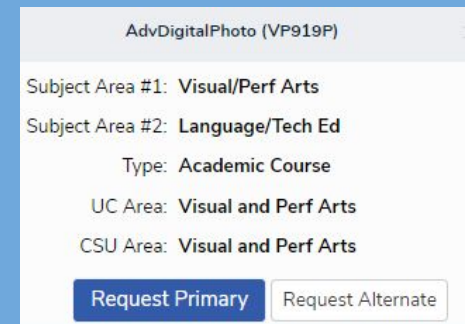 AdvDigitalPhoto (VP919P)
Subject Area #1: Visual/Perf Arts
Subject Area #2: Language/Tech Ed
Type: Academic Course
UC Area: Visual and Perf Arts
CSU Area: Visual and Perf Arts
Request Primary Request Alternate